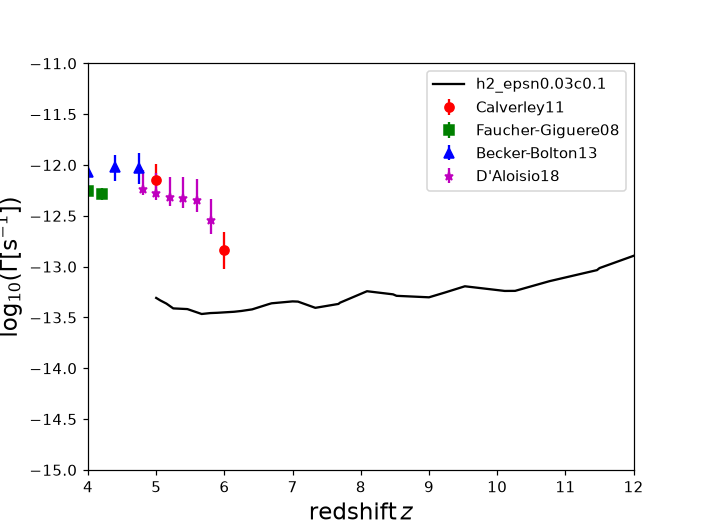 −11.0
−11.5
−12.0
−12.5
−13.0
−13.5
−14.0
−14.5
−15.0
log₁₀(Γ[s⁻¹])
h2_epsn0.03c0.1
Calverley11
Faucher-Giguere08
Becker-Bolton13
D'Aloisio18
4 5 6 7 8 9 10 11 12
redshift z